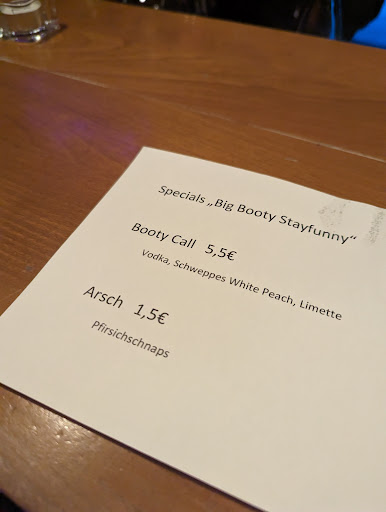 Specials „Big Booty Stayfunny“
Booty Call 5,5€
Vodka, Schweppes White Peach, Limette
Arsch 1,5€
Pfirsichschnaps